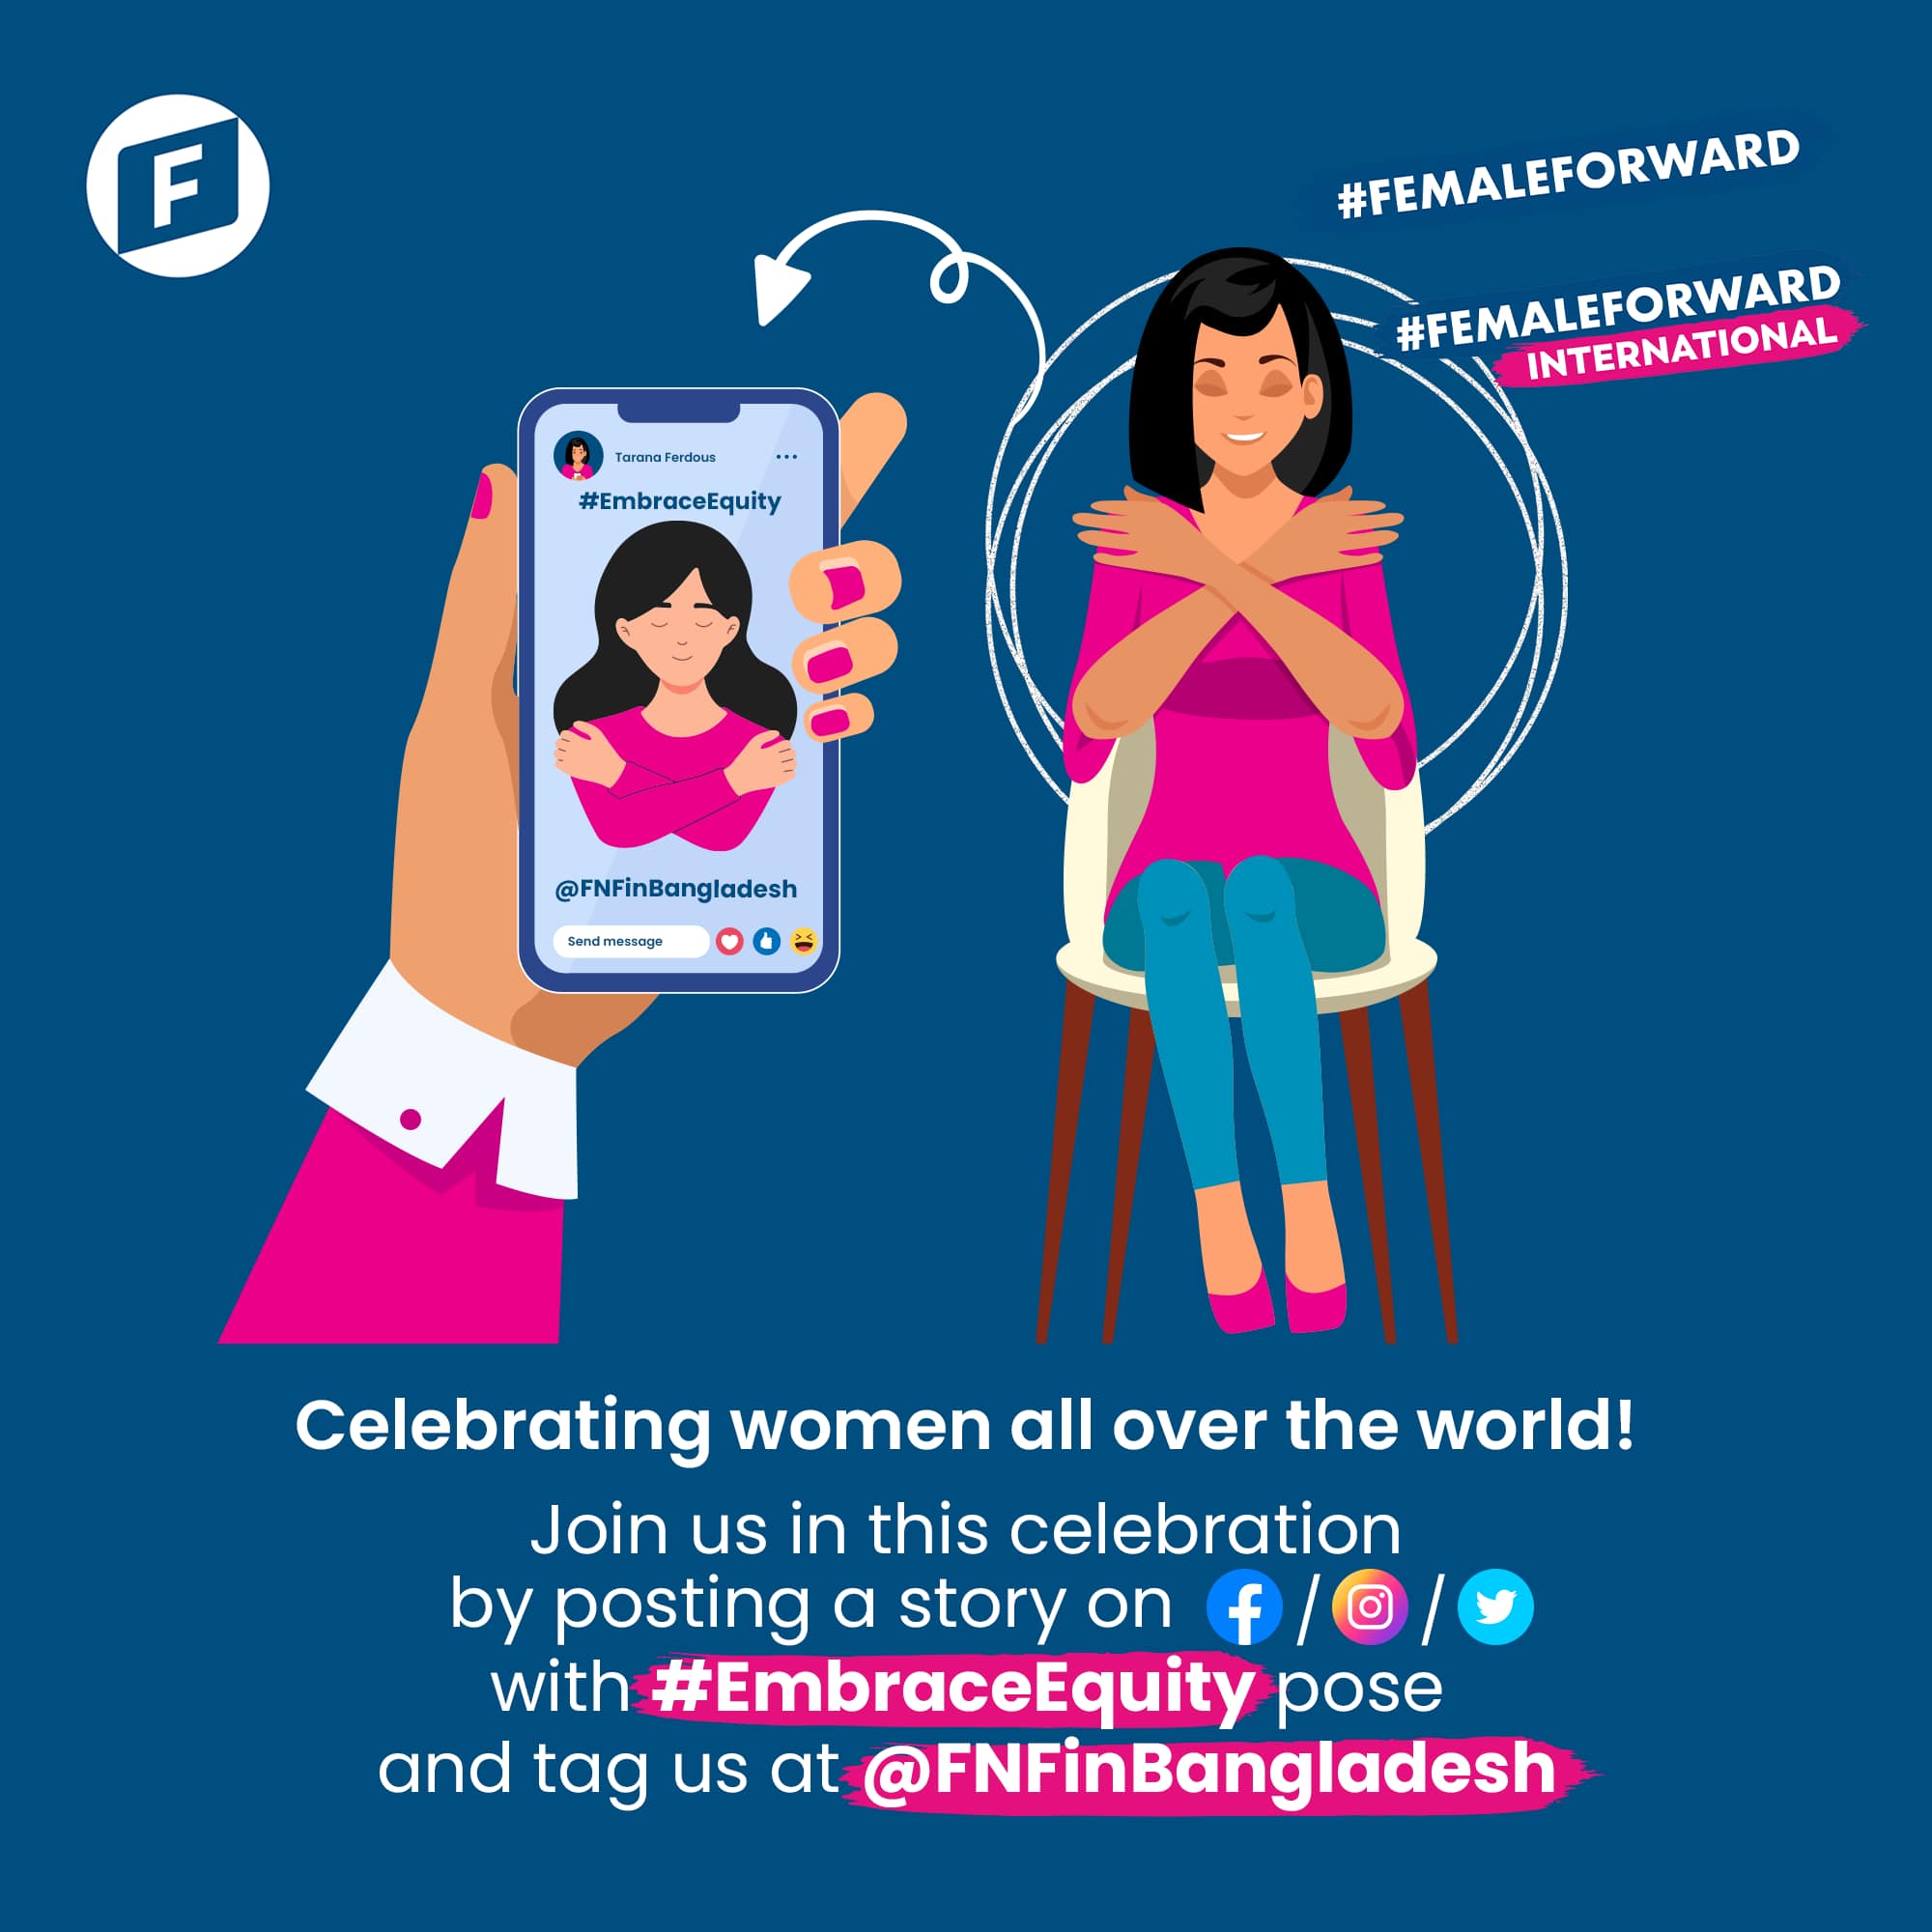 F
#FEMALEFORWARD
#FEMALEFORWARD
INTERNATIONAL
Tarana Ferdous
#EmbraceEquity
@FNFinBangladesh
Send message
Celebrating women all over the world!
Join us in this celebration
by posting a story on f / /
with #EmbraceEquity pose
and tag us at @FNFinBangladesh